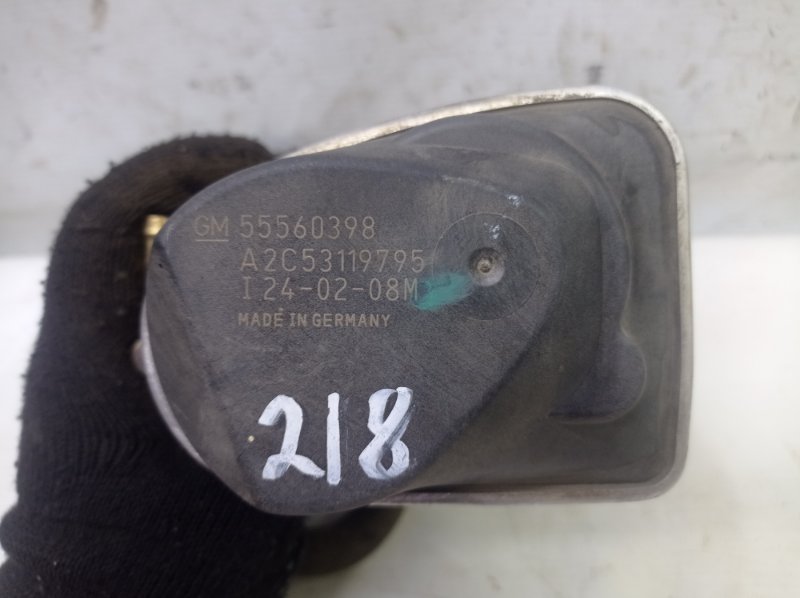 GM 55560398
A2C53119795
I 24-02-08M
MADE IN GERMANY
218